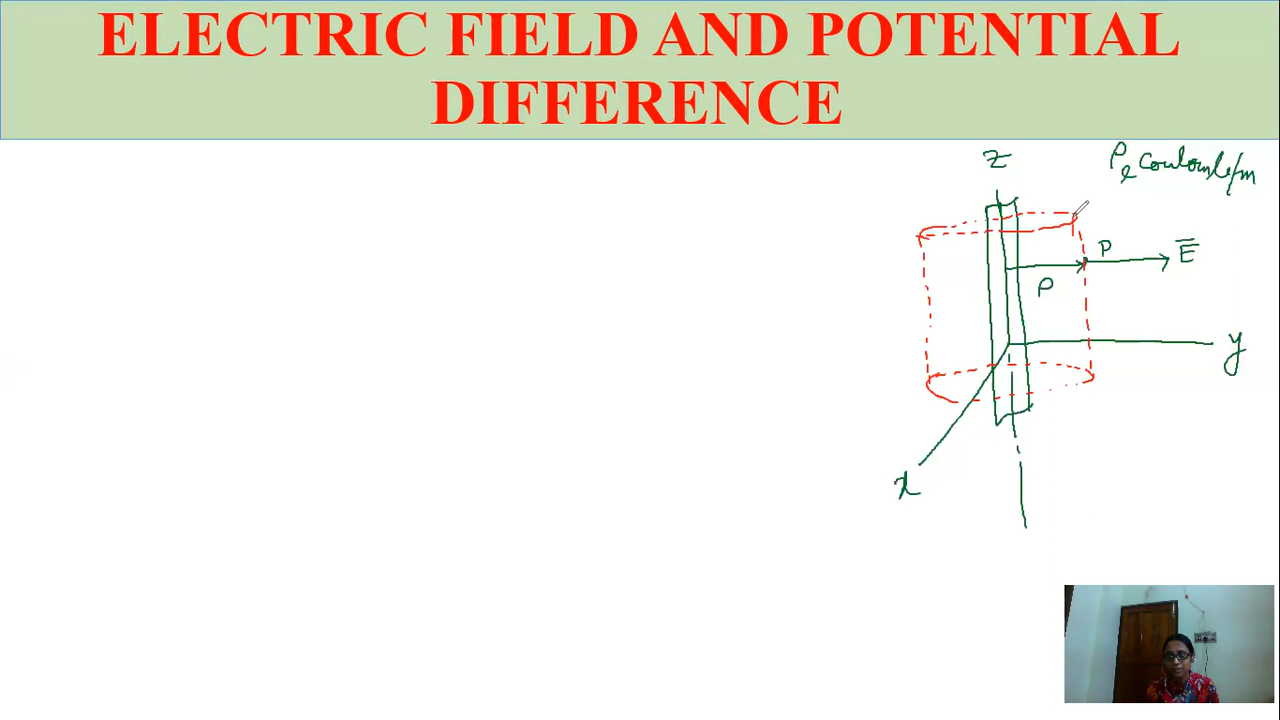 ELECTRIC FIELD AND POTENTIAL
DIFFERENCE
z
ρℓ Coulomb/m
P
E̅
ρ
y
x